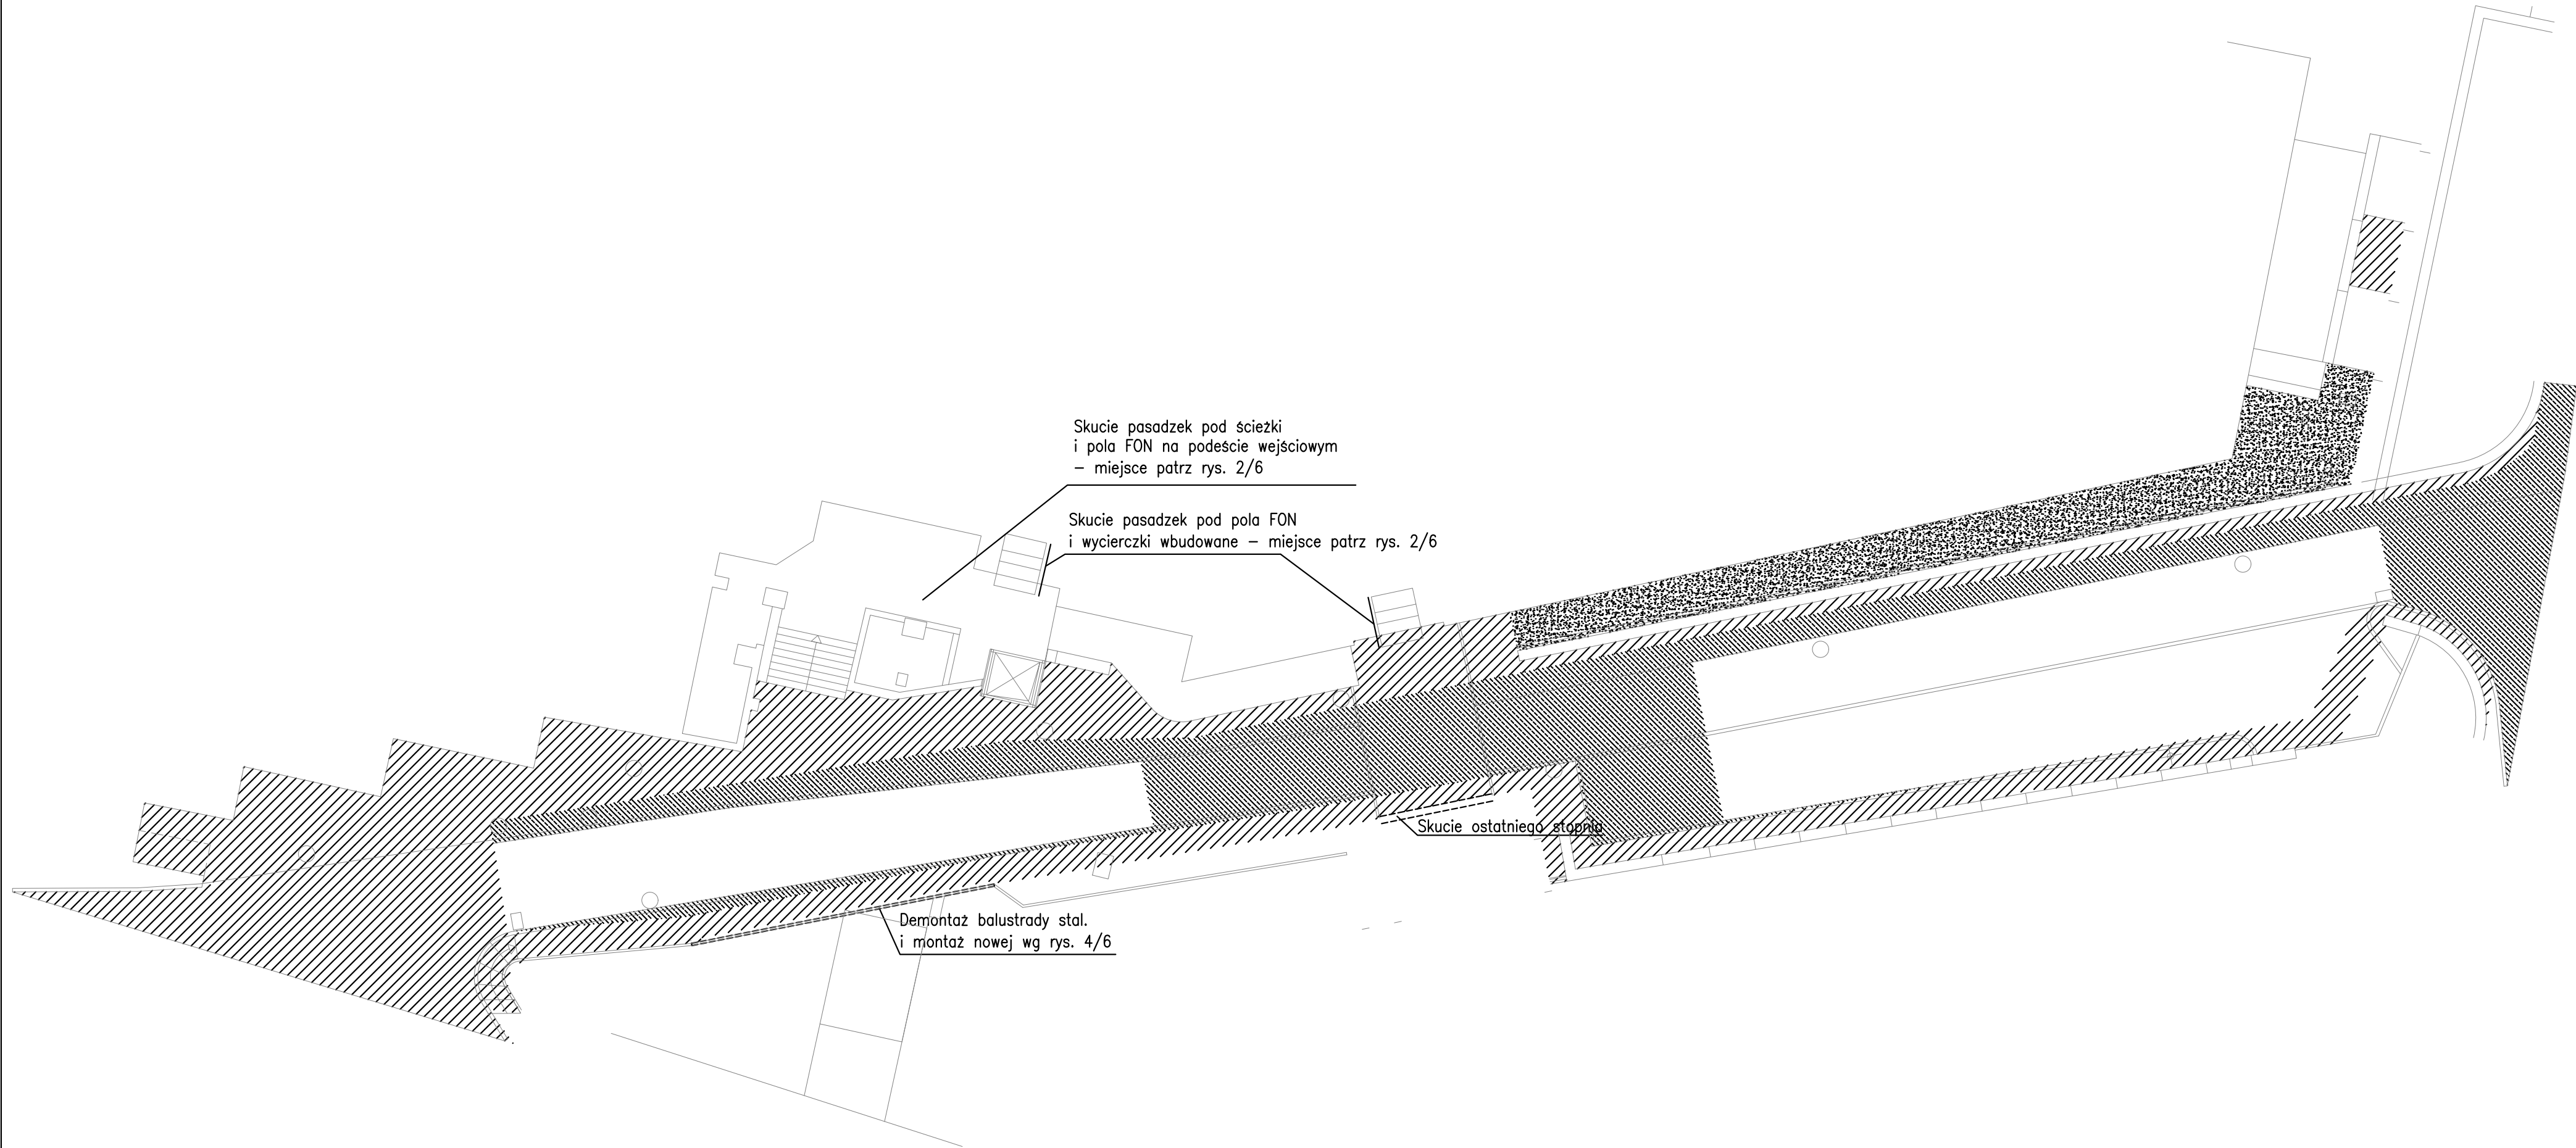 Skucie pasadzek pod ścieżki
i pola FON na podeście wejściowym
– miejsce patrz rys. 2/6
Skucie pasadzek pod pola FON
i wycierczki wbudowane – miejsce patrz rys. 2/6
Skucie ostatniego stopnia
Demontaż balustrady stal.
i montaż nowej wg rys. 4/6